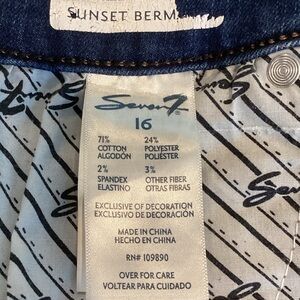 SUNSET BERM
Seven7
16
71% 24%
COTTON POLYESTER
ALGODÓN POLIÉSTER
2% 3%
SPANDEX OTHER FIBER
ELASTINO OTRAS FIBRAS
EXCLUSIVE OF DECORATION
EXCLUSIVO DE DECORACIÓN
MADE IN CHINA
HECHO EN CHINA
RN# 109890
OVER FOR CARE
VOLTEAR PARA CUIDADO